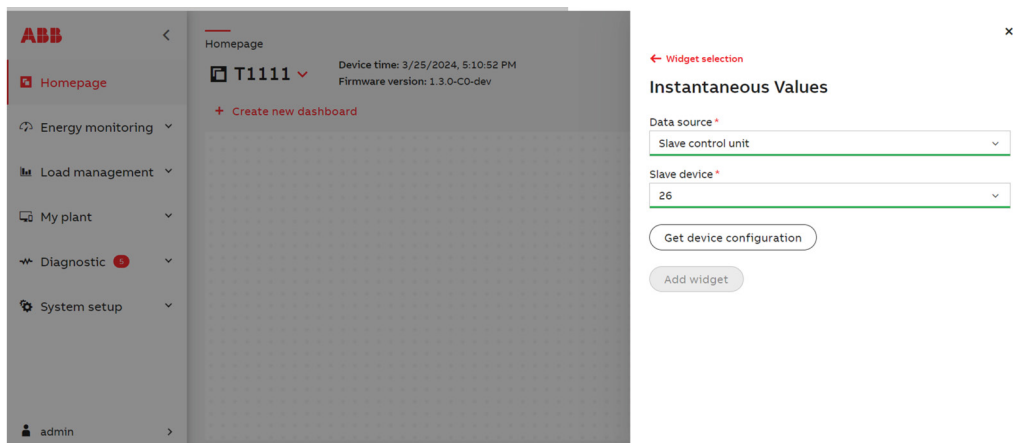 ABB
Homepage
Energy monitoring
Load management
My plant
Diagnostic 5
System setup
admin
Homepage
T1111
Device time: 3/25/2024, 5:10:52 PM
Firmware version: 1.3.0-C0-dev
+ Create new dashboard
×
← Widget selection
Instantaneous Values
Data source *
Slave control unit
Slave device *
26
Get device configuration
Add widget